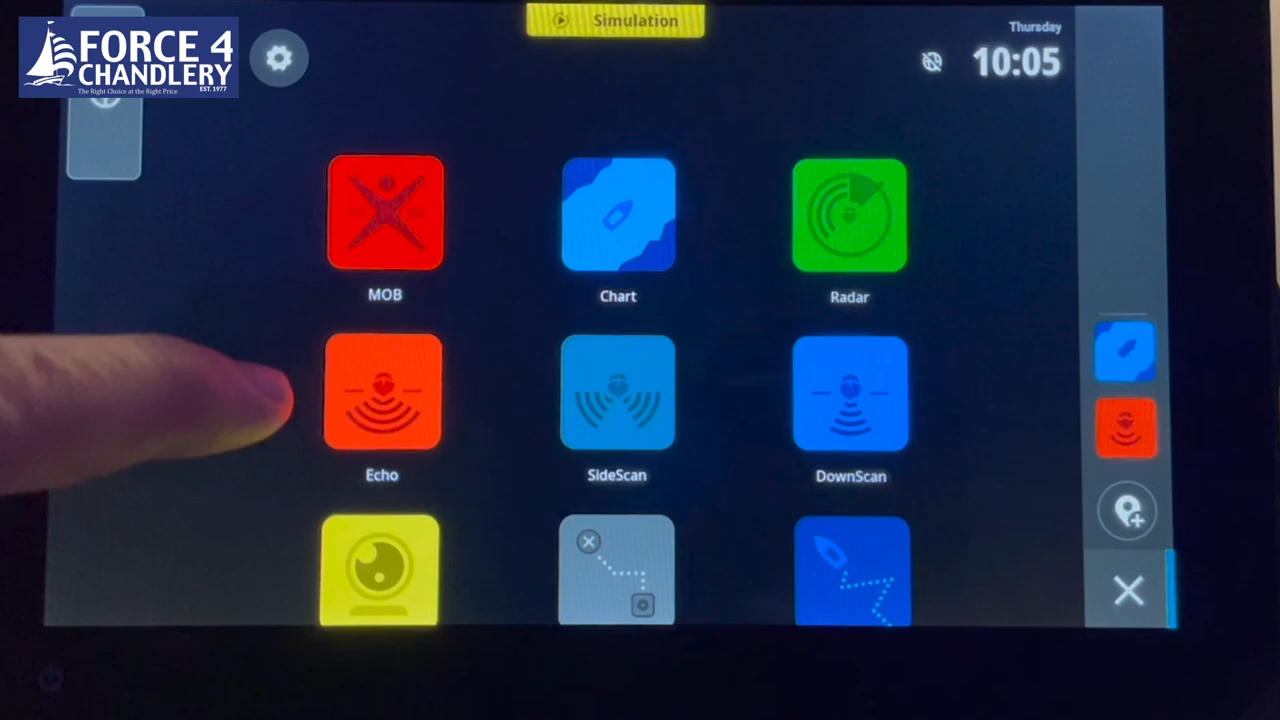 FORCE 4
CHANDLERY
The Right Choice at the Right Price
EST. 1977
Simulation
Thursday
10:05
MOB
Chart
Radar
Echo
SideScan
DownScan